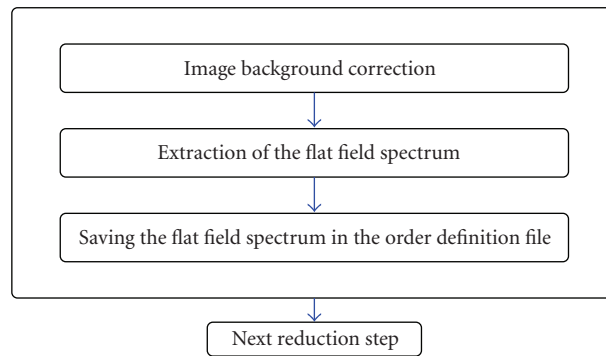 Image background correction
Extraction of the flat field spectrum
Saving the flat field spectrum in the order definition file
Next reduction step